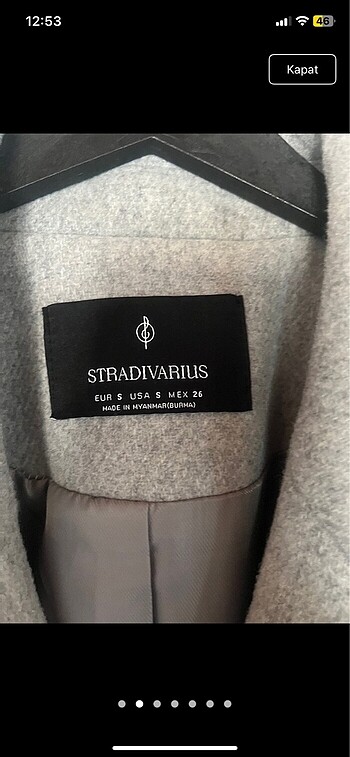 12:53
46
Kapat
STRADIVARIUS
EUR S USA S MEX 26
MADE IN MYANMAR(BURMA)